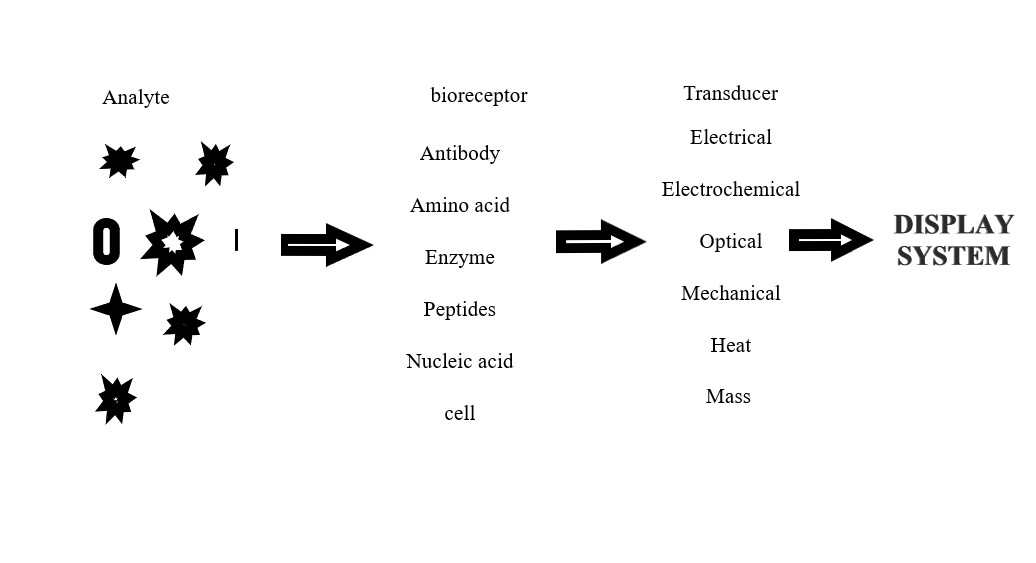 Analyte
bioreceptor
Transducer
Antibody
Amino acid
Enzyme
Peptides
Nucleic acid
cell
Electrical
Electrochemical
Optical
Mechanical
Heat
Mass
DISPLAY
SYSTEM